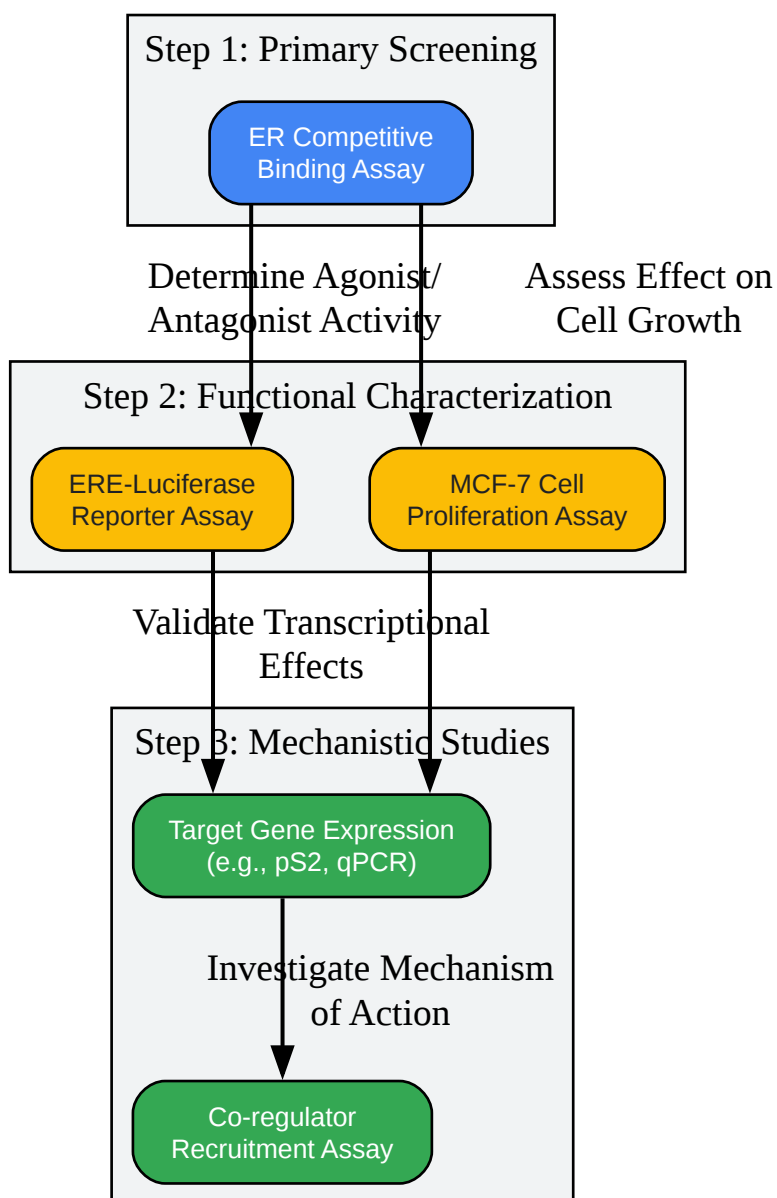 Step 1: Primary Screening
ER Competitive
Binding Assay
Determine Agonist/
Antagonist Activity
Assess Effect on
Cell Growth
Step 2: Functional Characterization
ERE-Luciferase
Reporter Assay
MCF-7 Cell
Proliferation Assay
Validate Transcriptional
Effects
Step 3: Mechanistic Studies
Target Gene Expression
(e.g., pS2, qPCR)
Investigate Mechanism
of Action
Co-regulator
Recruitment Assay